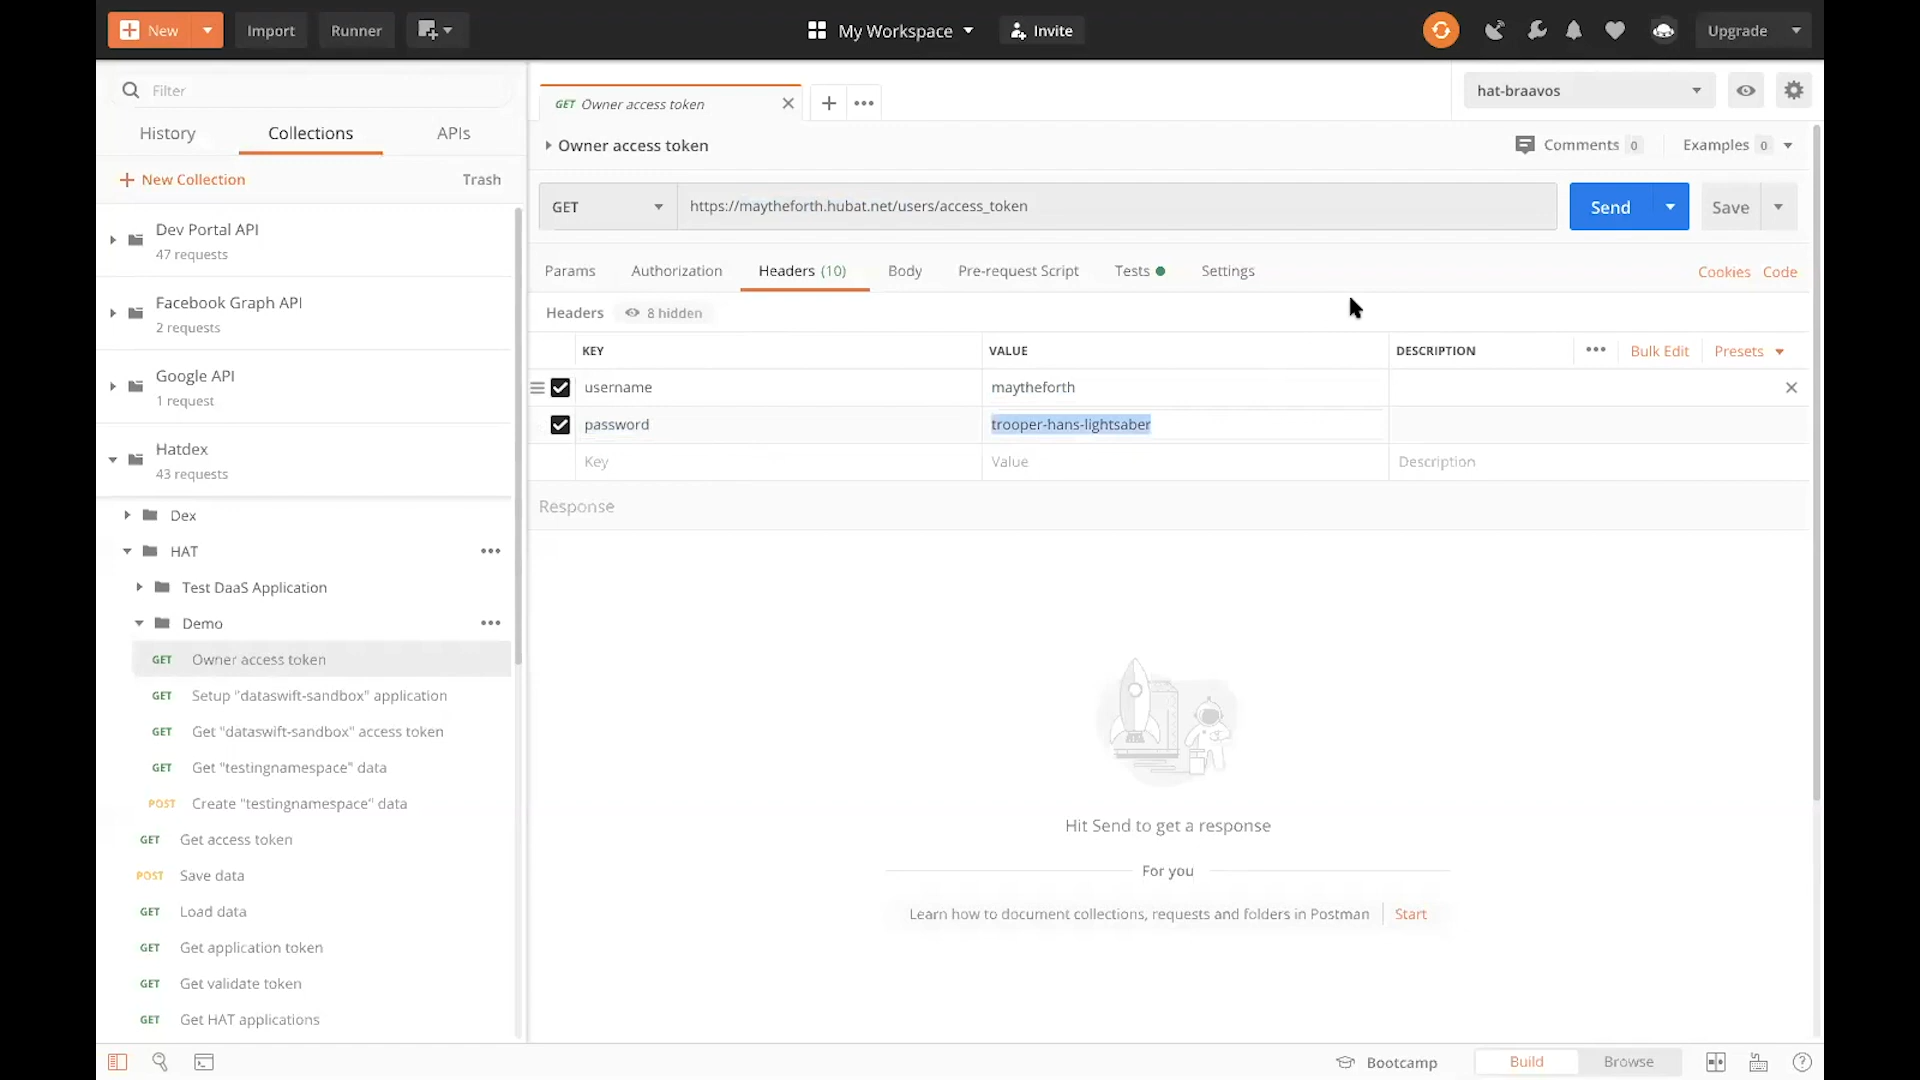 New
Import
Runner
My Workspace
Invite
Upgrade
Filter
History
Collections
APIs
New Collection
Trash
Dev Portal API
47 requests
Facebook Graph API
2 requests
Google API
1 request
Hatdex
43 requests
Dex
HAT
Test DaaS Application
Demo
GET Owner access token
GET Setup "dataswift-sandbox" application
GET Get "dataswift-sandbox" access token
GET Get "testingnamespace" data
POST Create "testingnamespace" data
GET Get access token
POST Save data
GET Load data
GET Get application token
GET Get validate token
GET Get HAT applications
GET Owner access token
hat-braavos
Owner access token
Comments 0
Examples 0
GET
https://maytheforth.hubat.net/users/access_token
Send
Save
Params
Authorization
Headers (10)
Body
Pre-request Script
Tests
Settings
Cookies
Code
Headers
8 hidden
KEY
VALUE
DESCRIPTION
Bulk Edit
Presets
username
maytheforth
password
trooper-hans-lightsaber
Key
Value
Description
Response
Hit Send to get a response
For you
Learn how to document collections, requests and folders in Postman
Start
Bootcamp
Build
Browse